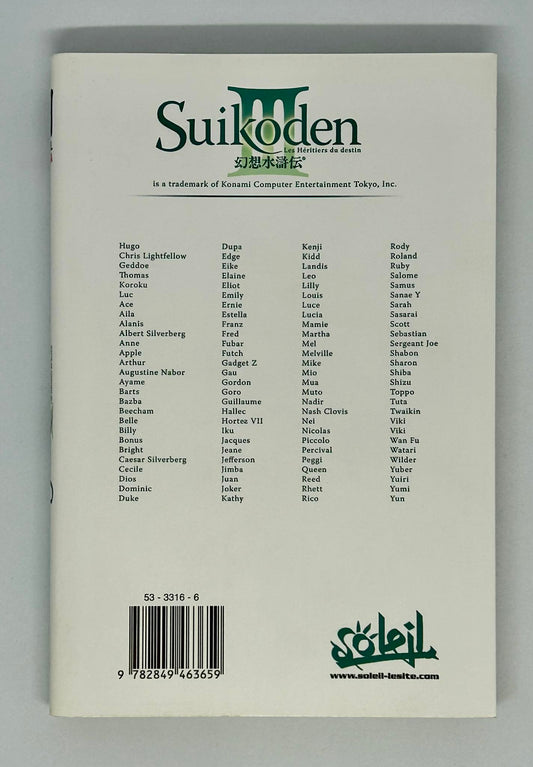 Suikoden III
Les Héritiers du destin
幻想水滸伝®
is a trademark of Konami Computer Entertainment Tokyo, Inc.
Hugo
Chris Lightfellow
Geddoe
Thomas
Koroku
Luc
Ace
Aila
Alanis
Albert Silverberg
Anne
Apple
Arthur
Augustine Nabor
Ayame
Barts
Bazba
Beecham
Belle
Billy
Bonus
Bright
Caesar Silverberg
Cecile
Dios
Dominic
Duke
Dupa
Edge
Eike
Elaine
Eliot
Emily
Ernie
Estella
Franz
Fred
Fubar
Futch
Gadget Z
Gau
Gordon
Goro
Guillaume
Hallec
Hortez VII
Iku
Jacques
Jeane
Jefferson
Jimba
Juan
Joker
Kathy
Kenji
Kidd
Landis
Leo
Lilly
Louis
Luce
Lucia
Mamie
Martha
Mel
Melville
Mike
Mio
Mua
Muto
Nadir
Nash Clovis
Nei
Nicolas
Piccolo
Percival
Peggi
Queen
Reed
Rhett
Rico
Rody
Roland
Ruby
Salome
Samus
Sanae Y
Sarah
Sasarai
Scott
Sebastian
Sergeant Joe
Shabon
Sharon
Shiba
Shizu
Toppo
Tuta
Twaikin
Viki
Viki
Wan Fu
Watari
Wilder
Yuber
Yuiri
Yumi
Yun
53 - 3316 - 6
9 782849 463659
Soleil
www.soleil-lesite.com